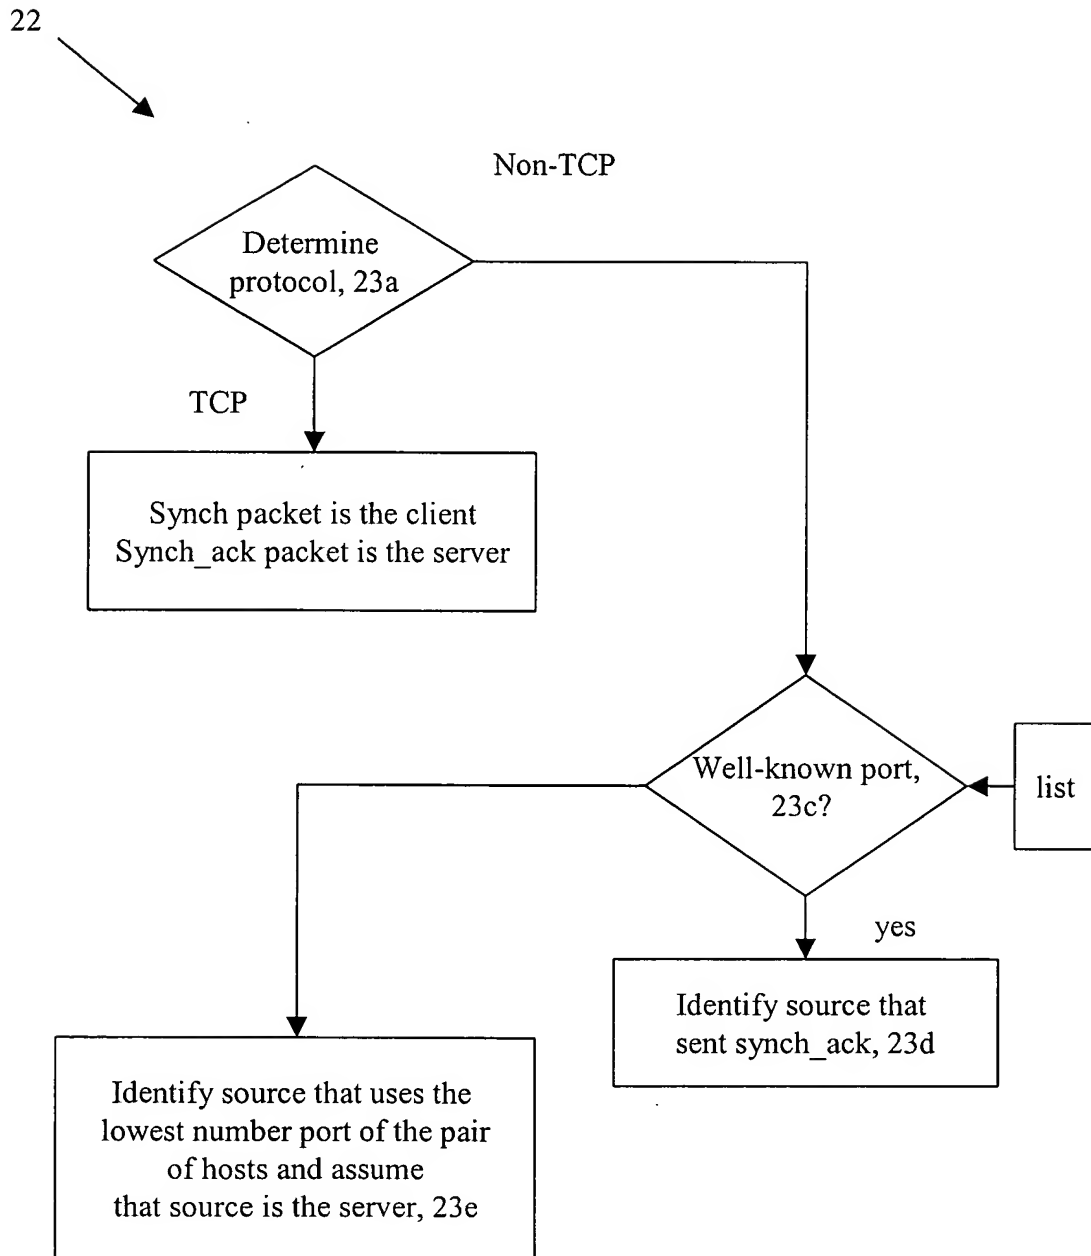 22
Non-TCP
Determine
protocol, 23a
TCP
Synch packet is the client
Synch_ack packet is the server
Well-known port,
23c?
list
yes
Identify source that
sent synch_ack, 23d
Identify source that uses the
lowest number port of the pair
of hosts and assume
that source is the server, 23e